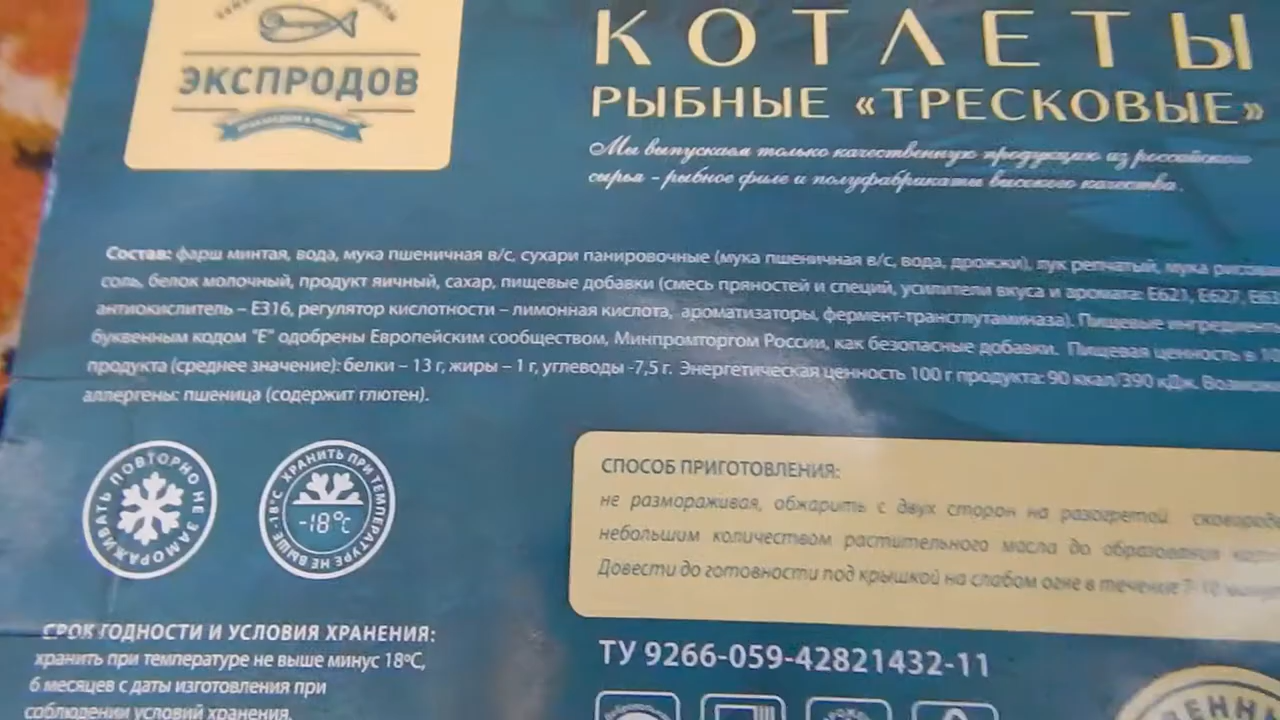 ЭКСПРОДОВ
КОТЛЕТЫ
РЫБНЫЕ «ТРЕСКОВЫЕ»
Мы выпускаем только качественную продукцию из российского
сырья – рыбное филе и полуфабрикаты высокого качества.
Состав: фарш минтая, вода, мука пшеничная в/с, сухари панировочные (мука пшеничная в/с, вода, дрожжи), лук репчатый, мука
соль, белок молочный, продукт яичный, сахар, пищевые добавки (смесь пряностей и специй, усилители вкуса и аромата: Е621, Е627,
антиокислитель – Е316, регулятор кислотности – лимонная кислота, ароматизаторы, фермент-трансглутаминаза). Пищевые
буквенным кодом "Е" одобрены Европейским сообществом, Минпромторгом России, как безопасные добавки. Пищевая ценность в
продукта (среднее значение): белки – 13 г, жиры – 1 г, углеводы -7,5 г. Энергетическая ценность 100 г продукта: 90 ккал/390 кДж.
аллергены: пшеница (содержит глютен).
ПОВТОРНО НЕ ЗАМОРАЖИВАТЬ
ХРАНИТЬ ПРИ ТЕМПЕРАТУРЕ НЕ ВЫШЕ -18°С
-18°С
СПОСОБ ПРИГОТОВЛЕНИЯ:
не размораживая, обжарить с двух сторон на разогретой
небольшим количеством растительного масла до образования
Довести до готовности под крышкой на слабом огне в течение 7-10
СРОК ГОДНОСТИ И УСЛОВИЯ ХРАНЕНИЯ:
хранить при температуре не выше минус 18ºС,
6 месяцев с даты изготовления при
соблюдении условий хранения.
ТУ 9266-059-42821432-11